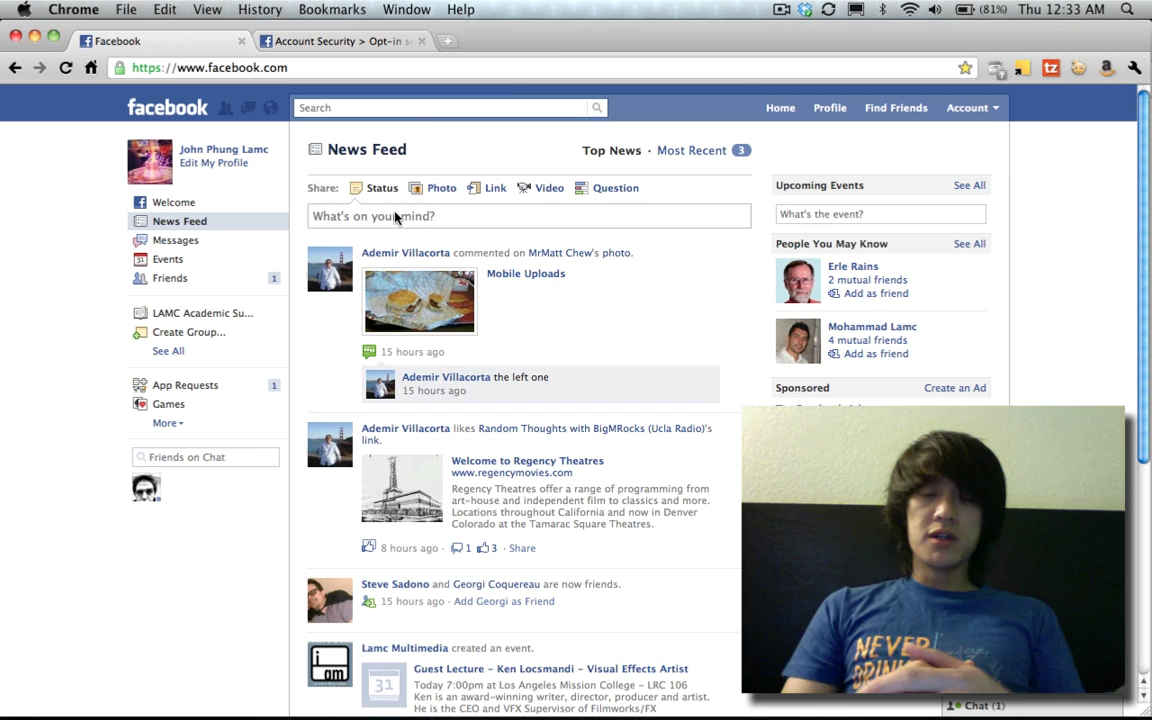 Chrome File Edit View History Bookmarks Window Help (81%) Thu 12:33 AM
Facebook Account Security > Opt-in s
https://www.facebook.com
facebook Search Home Profile Find Friends Account
John Phung Lamc
Edit My Profile
Welcome
News Feed
Messages
Events
Friends 1
LAMC Academic Su...
Create Group...
See All
App Requests 1
Games
More
Friends on Chat
News Feed Top News · Most Recent 3
Share: Status Photo Link Video Question
What's on your mind?
Ademir Villacorta commented on MrMatt Chew's photo.
Mobile Uploads
15 hours ago
Ademir Villacorta the left one
15 hours ago
Ademir Villacorta likes Random Thoughts with BigMRocks (Ucla Radio)'s
link.
Welcome to Regency Theatres
www.regencymovies.com
Regency Theatres offer a range of programming from
art-house and independent film to classics and more.
Locations throughout California and now in Denver
Colorado at the Tamarac Square Theatres.
8 hours ago · 1 3 · Share
Steve Sadono and Georgi Coquereau are now friends.
15 hours ago · Add Georgi as Friend
Lamc Multimedia created an event.
i am
31
Guest Lecture - Ken Locsmandi - Visual Effects Artist
Today 7:00pm at Los Angeles Mission College - LRC 106
Ken is an award-winning writer, director, producer and artist.
He is the CEO and VFX Supervisor of Filmworks/FX
Upcoming Events See All
What's the event?
People You May Know See All
Erle Rains
2 mutual friends
Add as friend
Mohammad Lamc
4 mutual friends
Add as friend
Sponsored Create an Ad
NEVER
Chat (1)